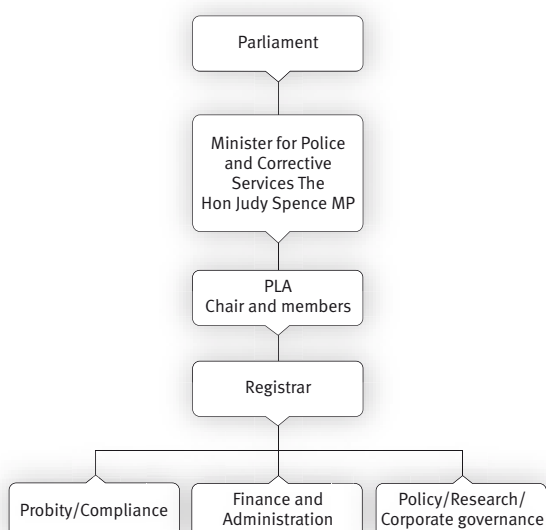 Parliament
Minister for Police
and Corrective
Services The
Hon Judy Spence MP
PLA
Chair and members
Registrar
Probity/Compliance
Finance and
Administration
Policy/Research/
Corporate governance